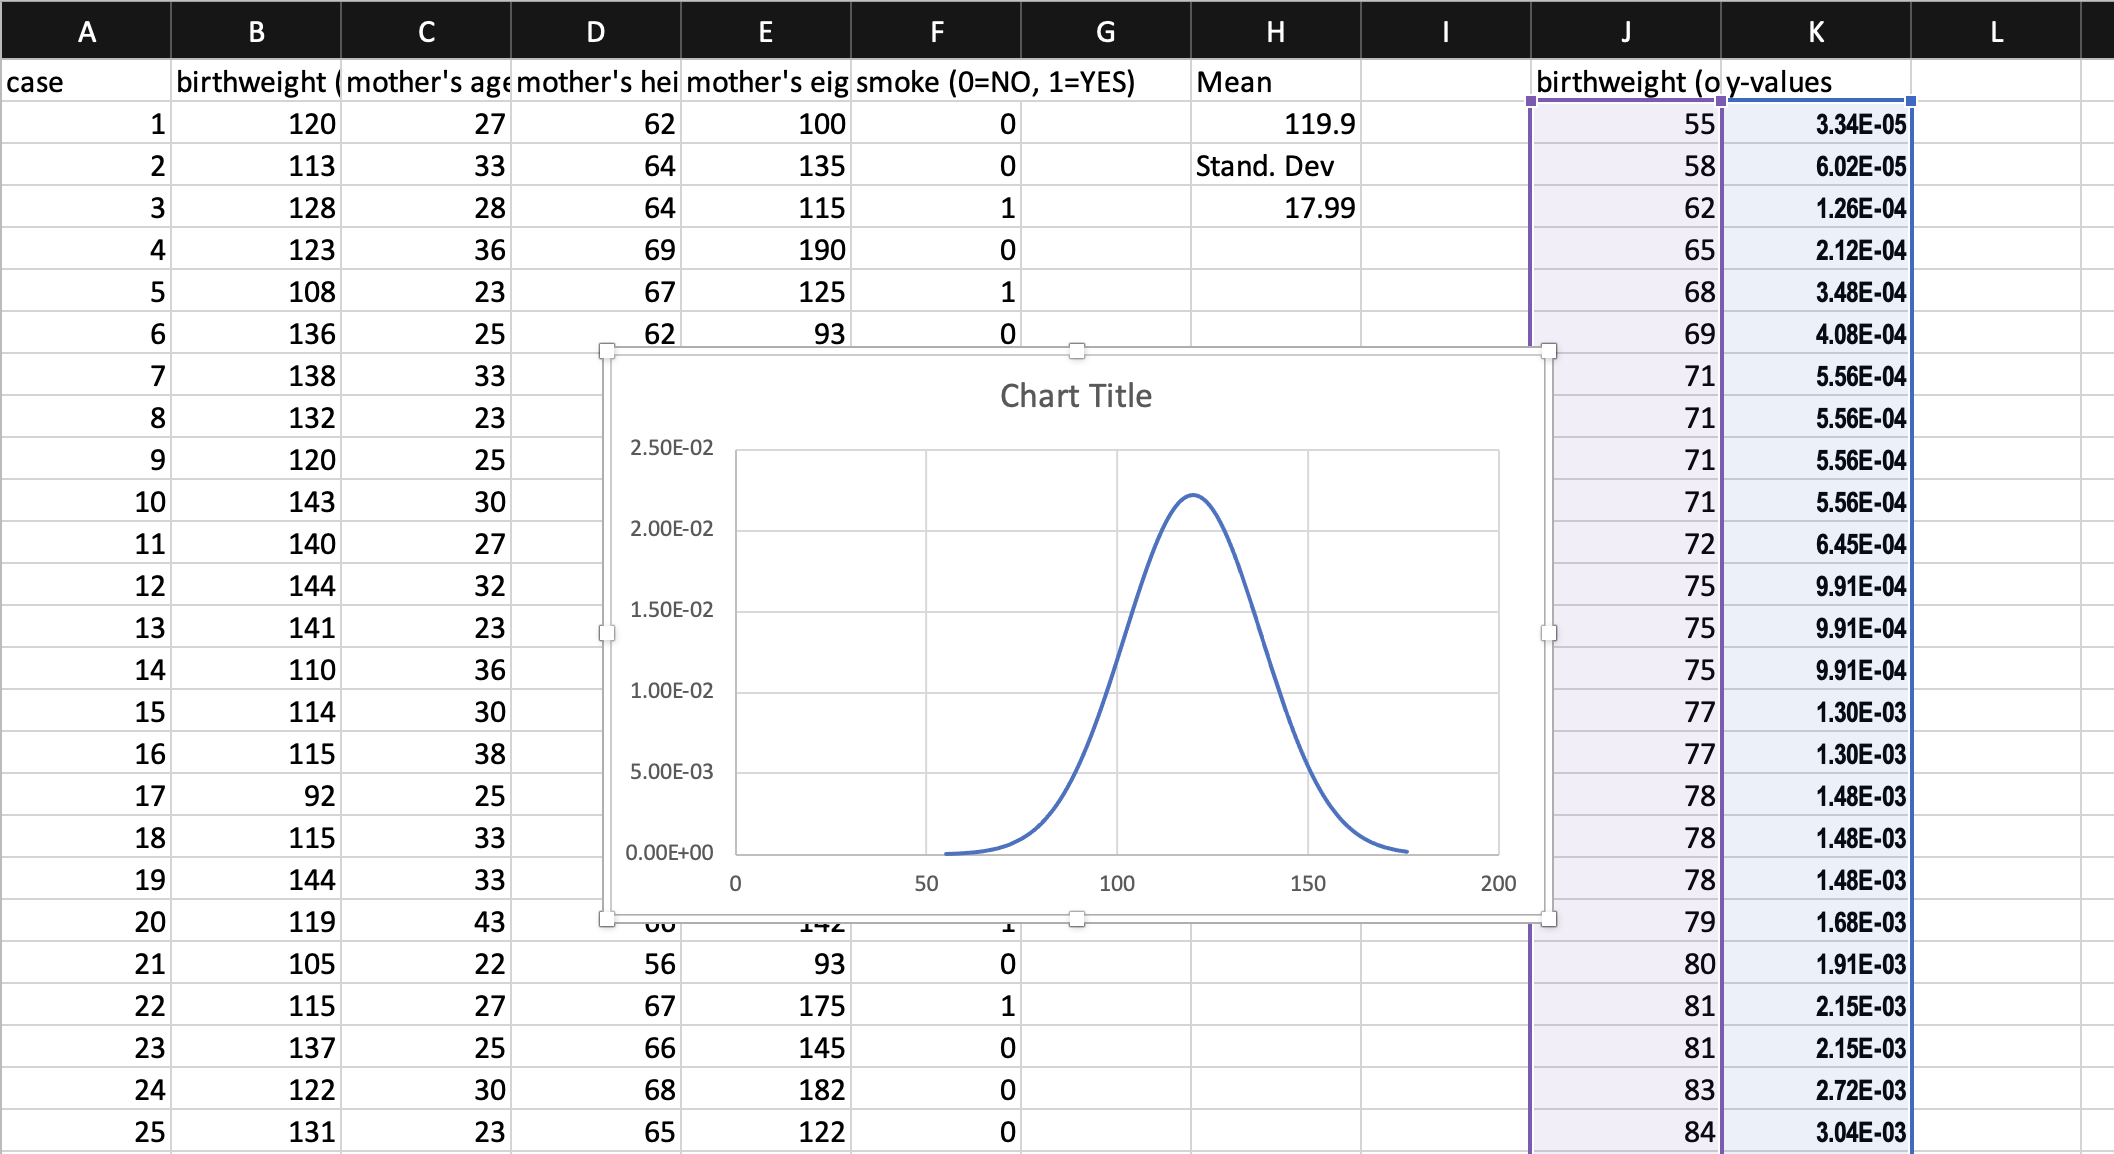 A B C D E F G H I J K L
case birthweight ( mother's age mother's hei mother's eig smoke (0=NO, 1=YES) Mean birthweight (o y-values
1 120 27 62 100 0 119.9 55 3.34E-05
2 113 33 64 135 0 Stand. Dev 58 6.02E-05
3 128 28 64 115 1 17.99 62 1.26E-04
4 123 36 69 190 0 65 2.12E-04
5 108 23 67 125 1 68 3.48E-04
6 136 25 62 93 0 69 4.08E-04
7 138 33 71 5.56E-04
8 132 23 71 5.56E-04
9 120 25 71 5.56E-04
10 143 30 71 5.56E-04
11 140 27 72 6.45E-04
12 144 32 75 9.91E-04
13 141 23 75 9.91E-04
14 110 36 75 9.91E-04
15 114 30 77 1.30E-03
16 115 38 77 1.30E-03
17 92 25 78 1.48E-03
18 115 33 78 1.48E-03
19 144 33 78 1.48E-03
20 119 43 142 1 79 1.68E-03
21 105 22 56 93 0 80 1.91E-03
22 115 27 67 175 1 81 2.15E-03
23 137 25 66 145 0 81 2.15E-03
24 122 30 68 182 0 83 2.72E-03
25 131 23 65 122 0 84 3.04E-03
Chart Title
2.50E-02
2.00E-02
1.50E-02
1.00E-02
5.00E-03
0.00E+00
0 50 100 150 200